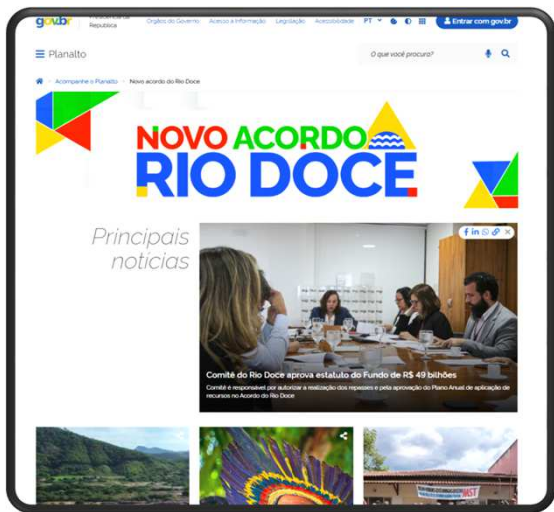 gov.br
República
Órgãos do Governo Acesso à Informação Legislação Acessibilidade PT Entrar com gov.br
Planalto
O que você procura?
Acompanhe o Planalto Novo acordo do Rio Doce
NOVO ACORDO
RIO DOCE
Principais
notícias
Comitê do Rio Doce aprova estatuto do Fundo de R$ 49 bilhões
Comitê é responsável por autorizar a realização dos repasses e pela aprovação do Plano Anual de aplicação de
recursos no Acordo do Rio Doce
MST